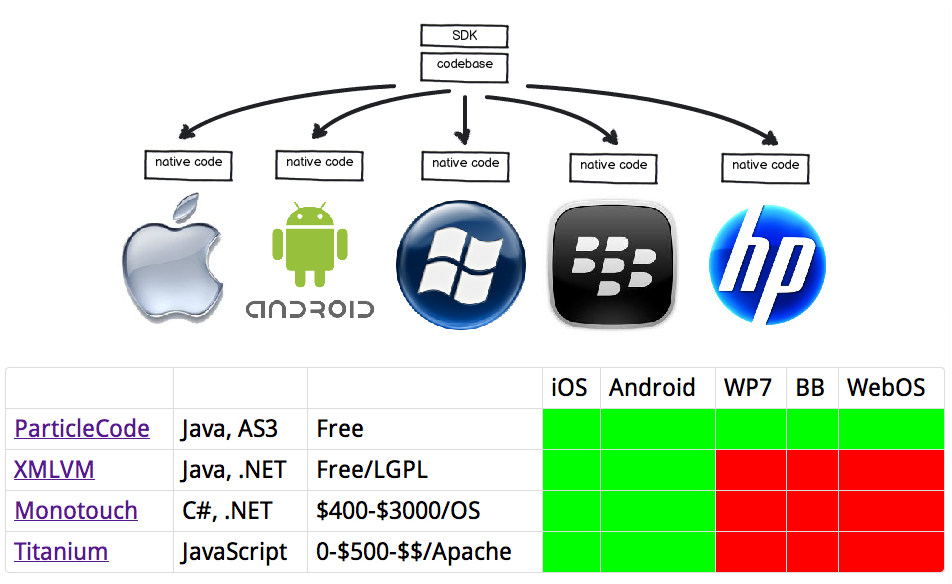 SDK
codebase
native code native code native code native code native code
ANDROID
hp
iOS Android WP7 BB WebOS
ParticleCode Java, AS3 Free
XMLVM Java, .NET Free/LGPL
Monotouch C#, .NET $400-$3000/OS
Titanium JavaScript 0-$500-$$/Apache